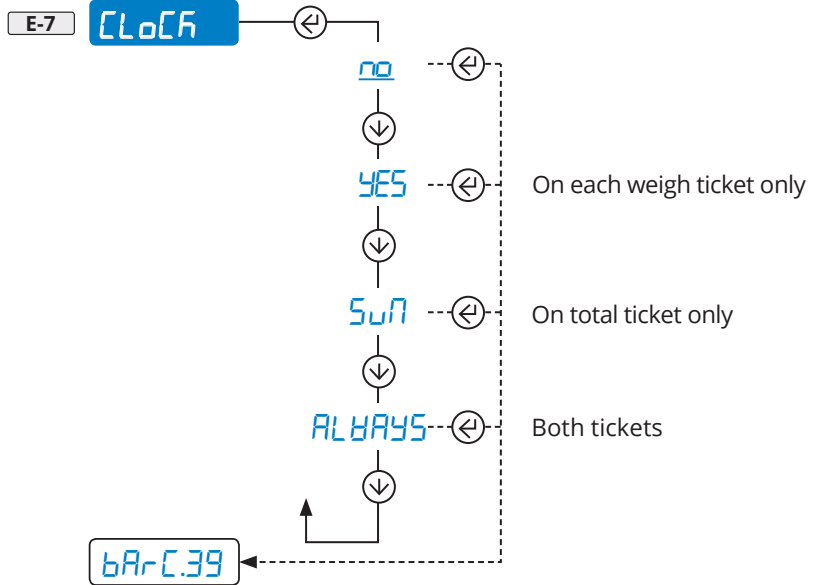 E-7 CLoCK
no
YES On each weigh ticket only
SuM On total ticket only
ALWAYS Both tickets
bArC.39